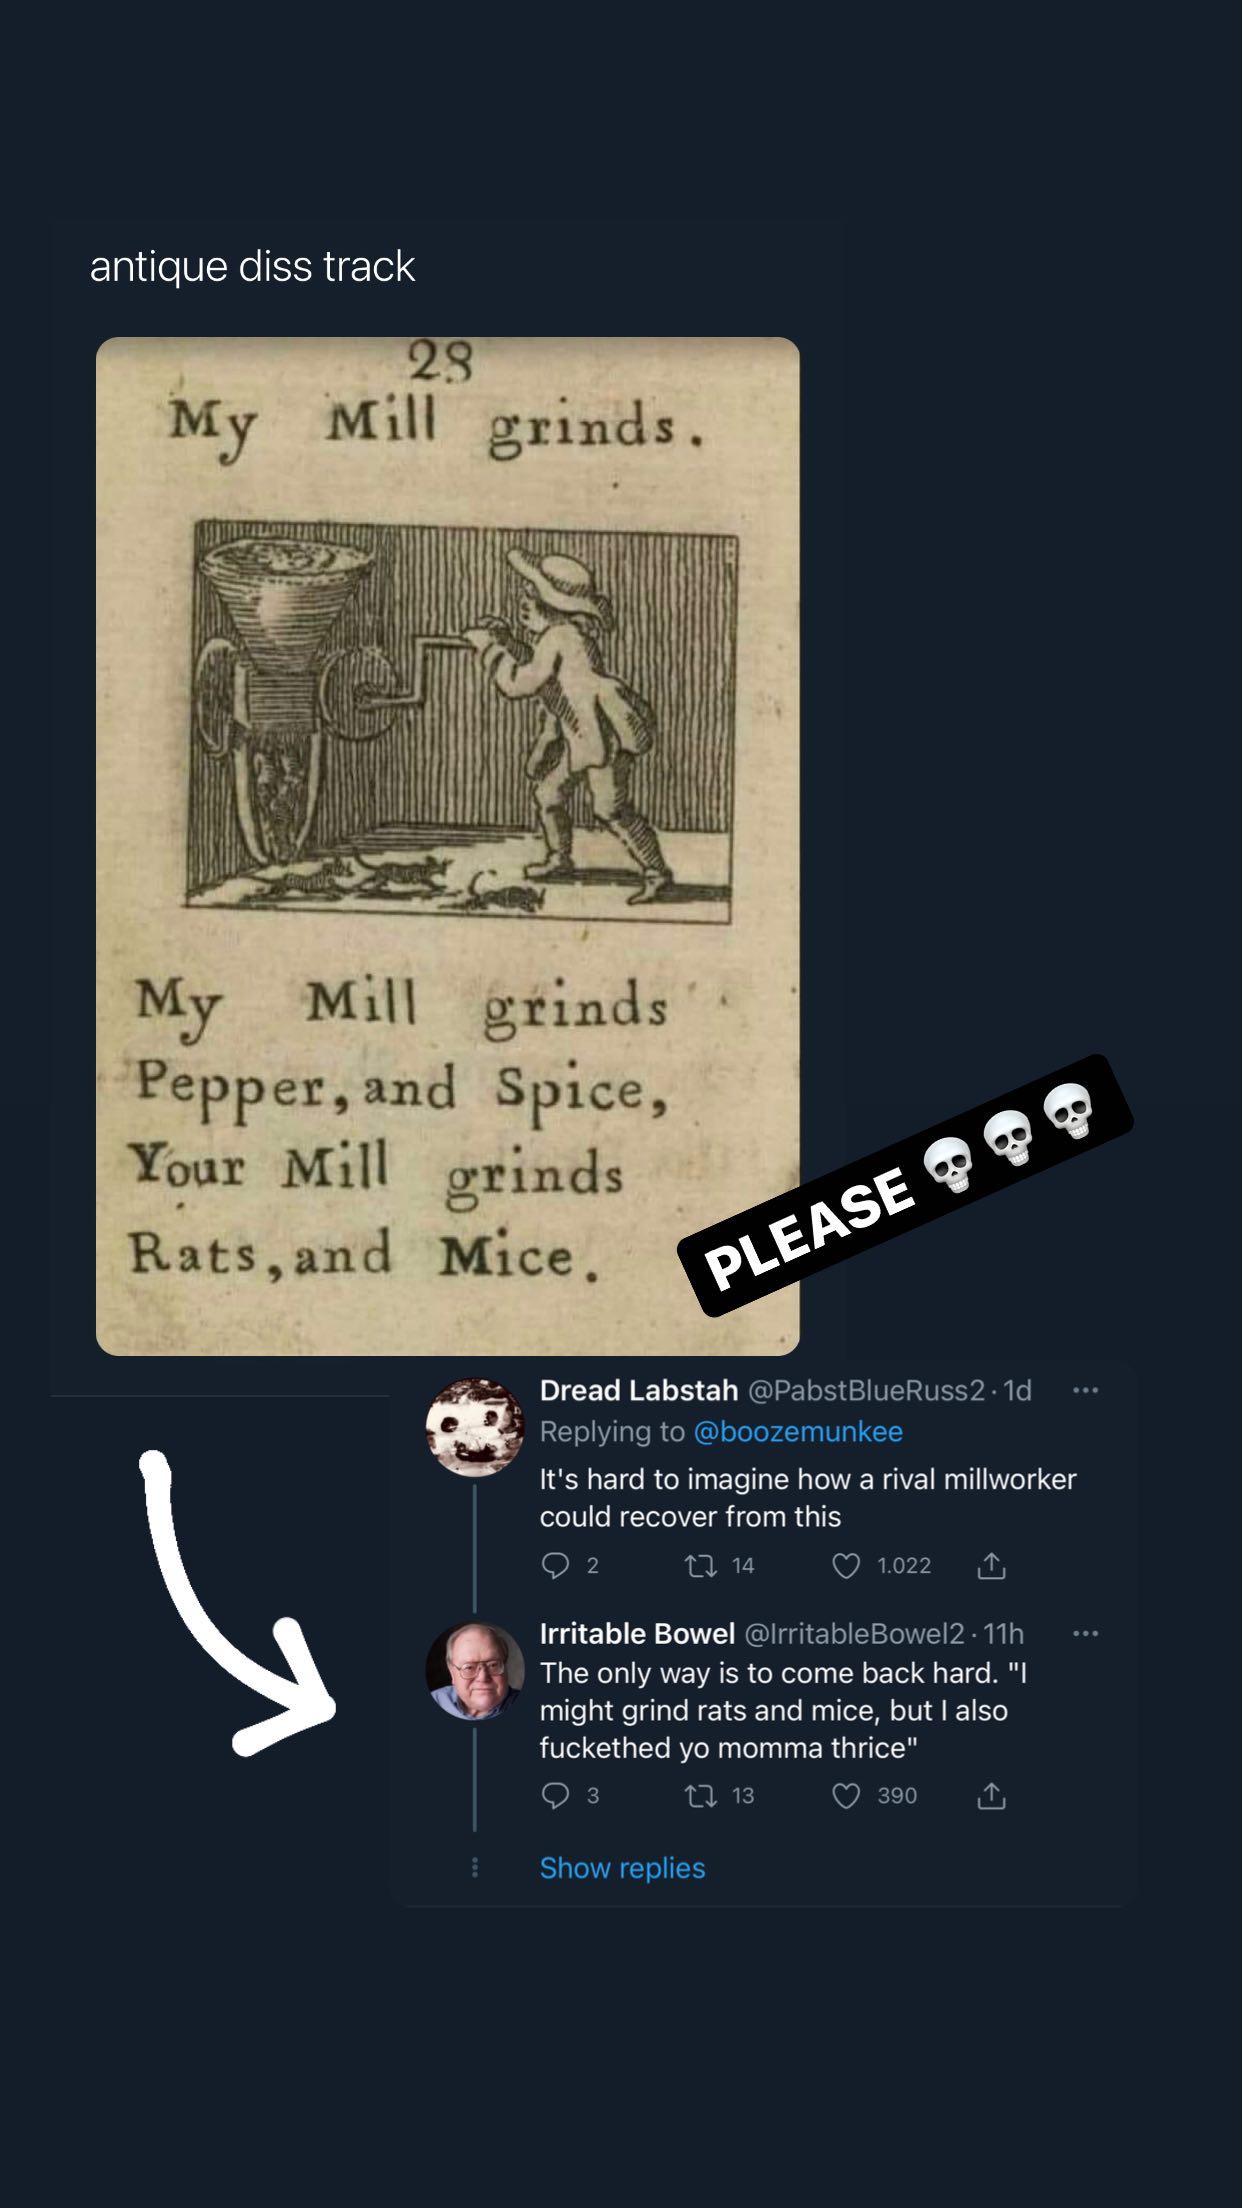 antique diss track
28
My Mill grinds.
My Mill grinds
Pepper, and Spice,
Your Mill grinds
Rats, and Mice.
PLEASE 💀💀💀
Dread Labstah @PabstBlueRuss2 · 1d
Replying to @boozemunkee
It's hard to imagine how a rival millworker
could recover from this
2 14 1.022
Irritable Bowel @IrritableBowel2 · 11h
The only way is to come back hard. "I
might grind rats and mice, but I also
fuckethed yo momma thrice"
3 13 390
Show replies